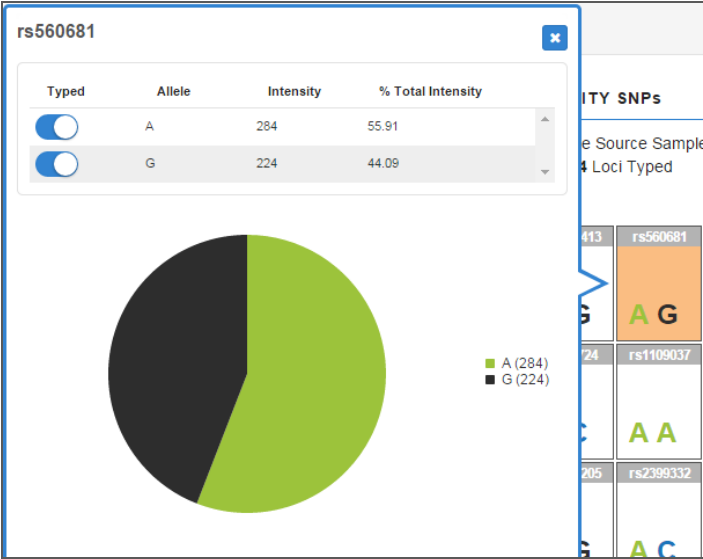 rs560681
Typed Allele Intensity % Total Intensity
A 284 55.91
G 224 44.09
A (284)
G (224)
ITY SNPs
e Source Sample
4 Loci Typed
413 rs560681
G A G
724 rs1109037
C A A
205 rs2399332
G A C